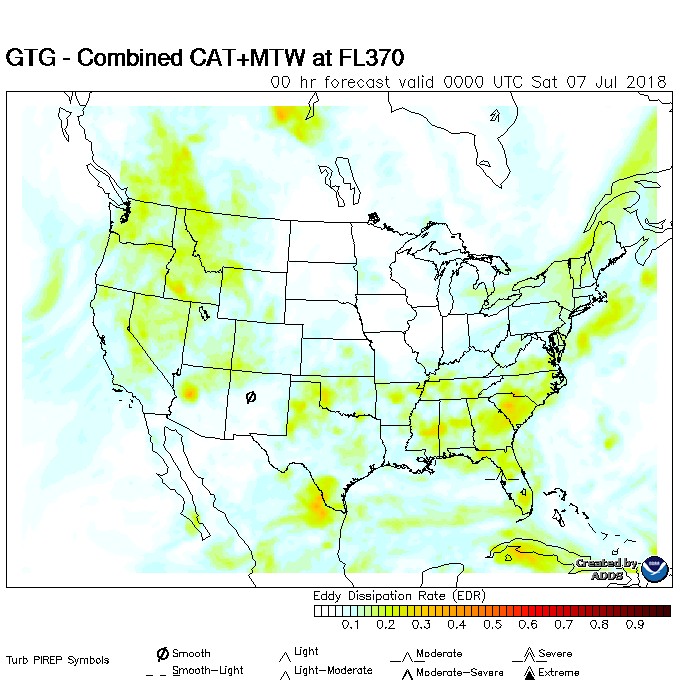 GTG - Combined CAT+MTW at FL370
00 hr forecast valid 0000 UTC Sat 07 Jul 2018
Created by
ADDS
Eddy Dissipation Rate (EDR)
0.1 0.2 0.3 0.4 0.5 0.6 0.7 0.8 0.9
Turb PIREP Symbols
Smooth Light Moderate Severe
Smooth-Light Light-Moderate Moderate-Severe Extreme